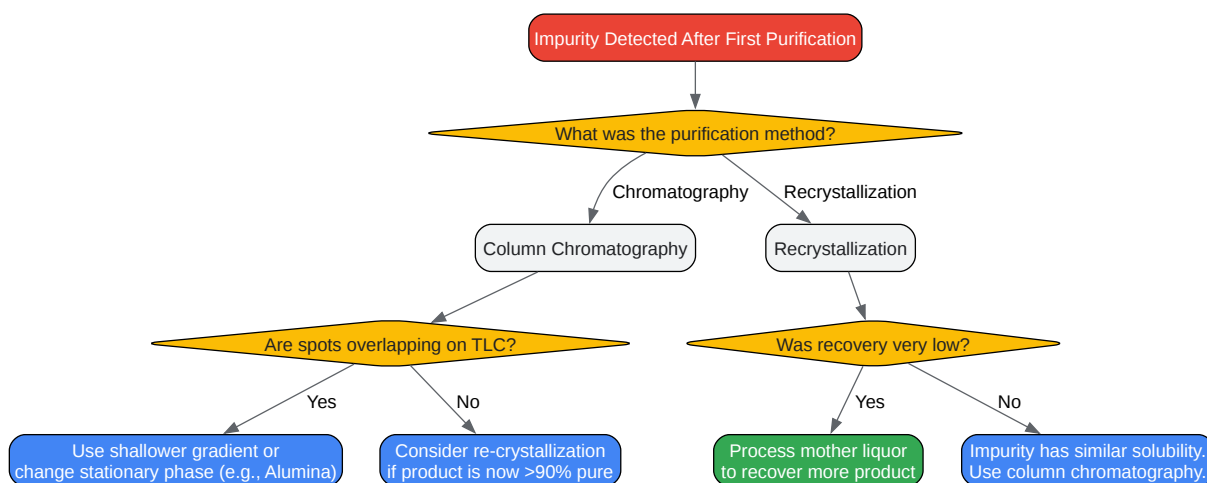 Impurity Detected After First Purification
What was the purification method?
Chromatography
Recrystallization
Column Chromatography
Recrystallization
Are spots overlapping on TLC?
Was recovery very low?
Yes
No
Yes
No
Use shallower gradient or
change stationary phase (e.g., Alumina)
Consider re-crystallization
if product is now >90% pure
Process mother liquor
to recover more product
Impurity has similar solubility.
Use column chromatography.